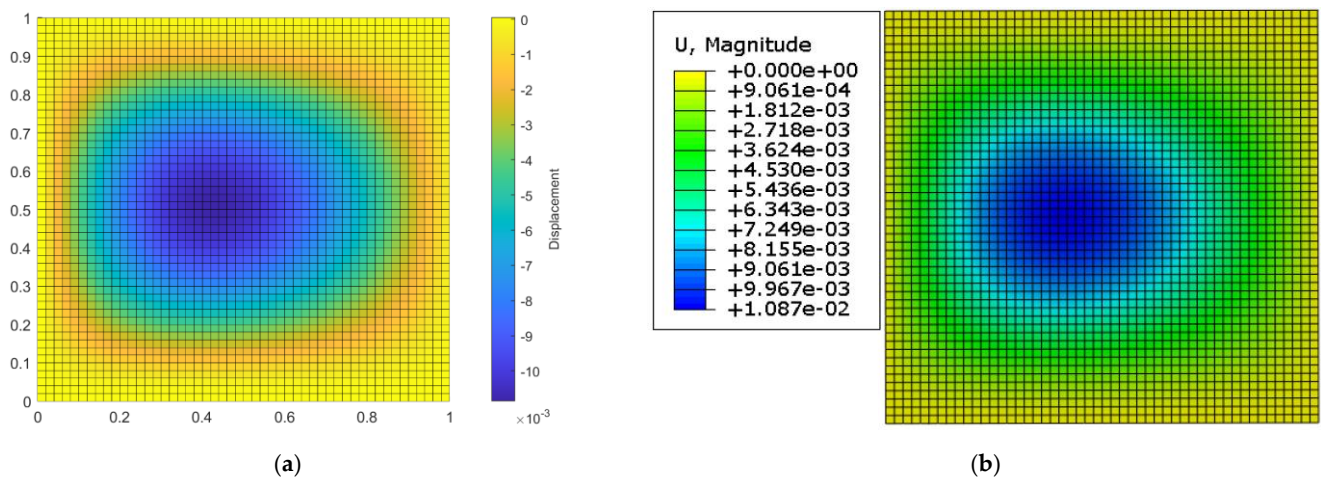 1
0.9
0.8
0.7
0.6
0.5
0.4
0.3
0.2
0.1
0
0 0.2 0.4 0.6 0.8 1
0
-1
-2
-3
-4
-5
-6
-7
-8
-9
-10
Displacement
×10⁻³
(a)
U, Magnitude
+0.000e+00
+9.061e-04
+1.812e-03
+2.718e-03
+3.624e-03
+4.530e-03
+5.436e-03
+6.343e-03
+7.249e-03
+8.155e-03
+9.061e-03
+9.967e-03
+1.087e-02
(b)